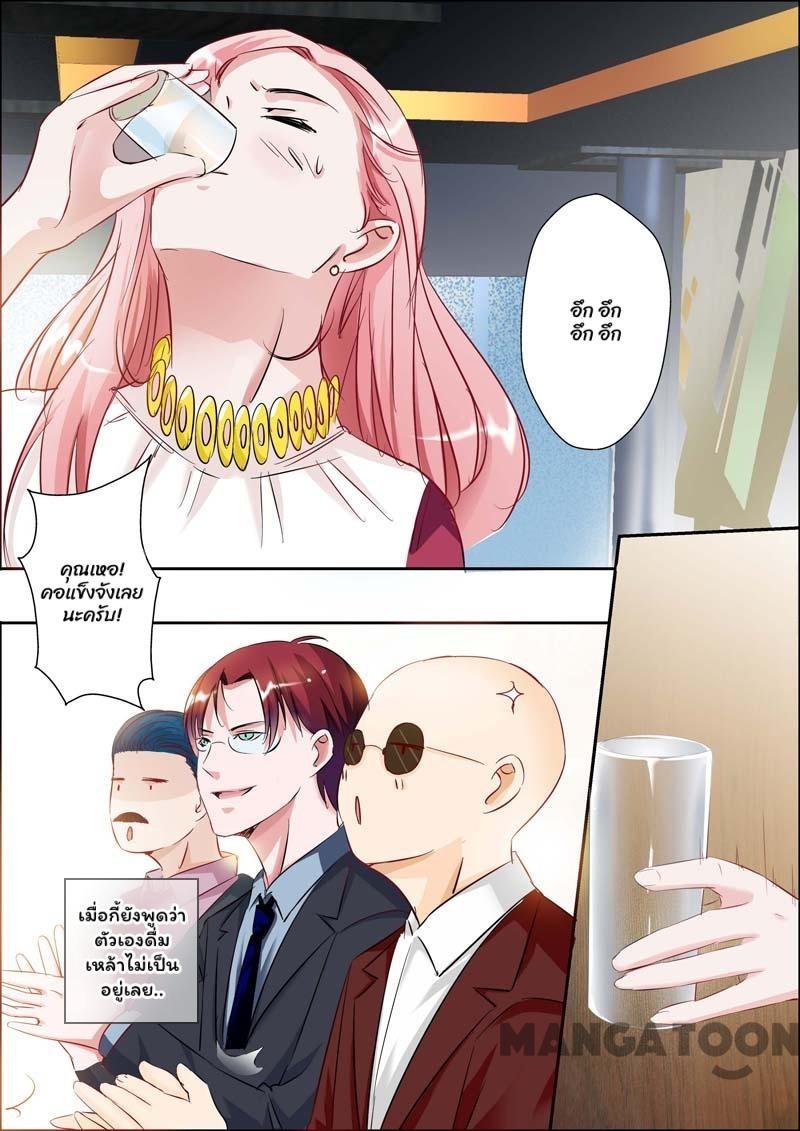 อึก อึก
อึก อึก
คุณเหอ!
คอแข็งจังเลย
นะครับ!
เมื่อกี้ยังพูดว่า
ตัวเองดื่ม
เหล้าไม่เป็น
อยู่เลย..
MANGATOON